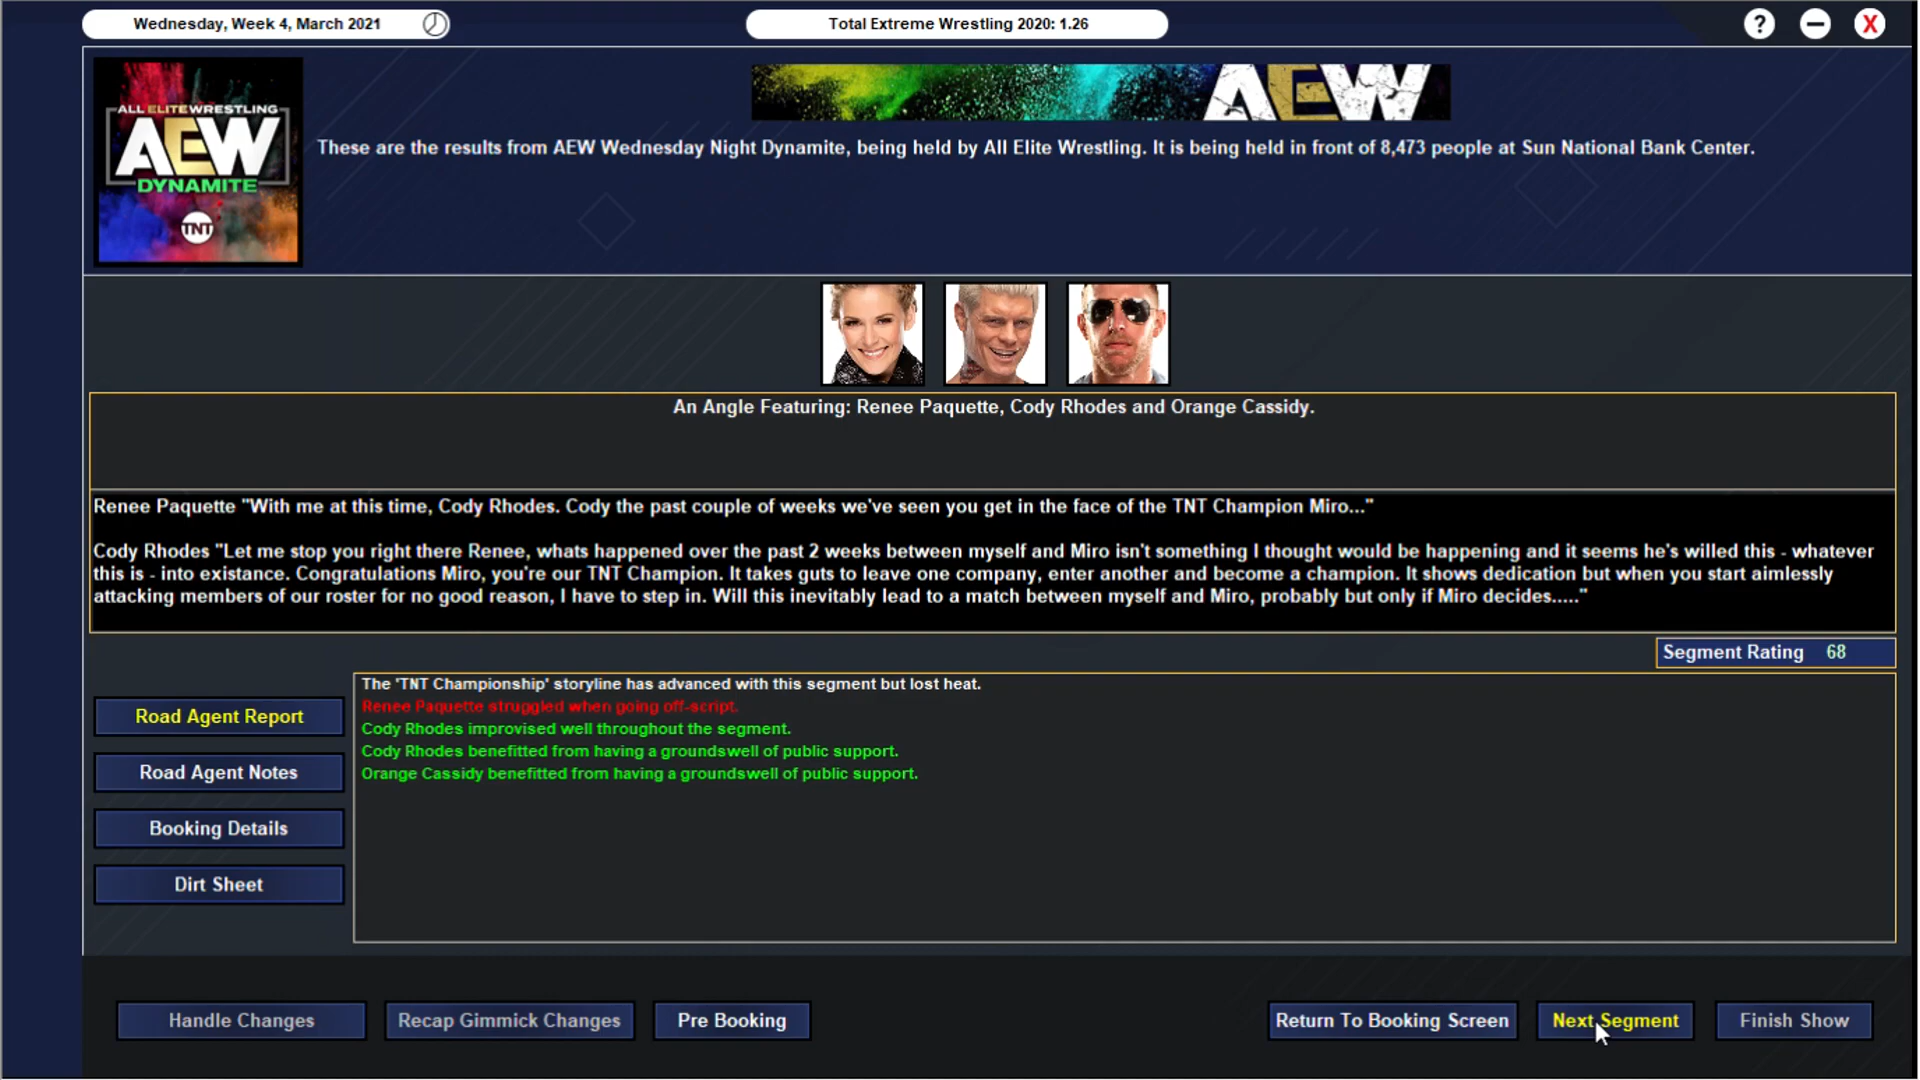 Wednesday, Week 4, March 2021
Total Extreme Wrestling 2020: 1.26
?
X
ALL ELITE WRESTLING
AEW
DYNAMITE
TNT
AEW
These are the results from AEW Wednesday Night Dynamite, being held by All Elite Wrestling. It is being held in front of 8,473 people at Sun National Bank Center.
An Angle Featuring: Renee Paquette, Cody Rhodes and Orange Cassidy.
Renee Paquette "With me at this time, Cody Rhodes. Cody the past couple of weeks we've seen you get in the face of the TNT Champion Miro..."
Cody Rhodes "Let me stop you right there Renee, whats happened over the past 2 weeks between myself and Miro isn't something I thought would be happening and it seems he's willed this - whatever
this is - into existance. Congratulations Miro, you're our TNT Champion. It takes guts to leave one company, enter another and become a champion. It shows dedication but when you start aimlessly
attacking members of our roster for no good reason, I have to step in. Will this inevitably lead to a match between myself and Miro, probably but only if Miro decides....."
Segment Rating 68
The 'TNT Championship' storyline has advanced with this segment but lost heat.
Renee Paquette struggled when going off-script.
Cody Rhodes improvised well throughout the segment.
Cody Rhodes benefitted from having a groundswell of public support.
Orange Cassidy benefitted from having a groundswell of public support.
Road Agent Report
Road Agent Notes
Booking Details
Dirt Sheet
Handle Changes
Recap Gimmick Changes
Pre Booking
Return To Booking Screen
Next Segment
Finish Show